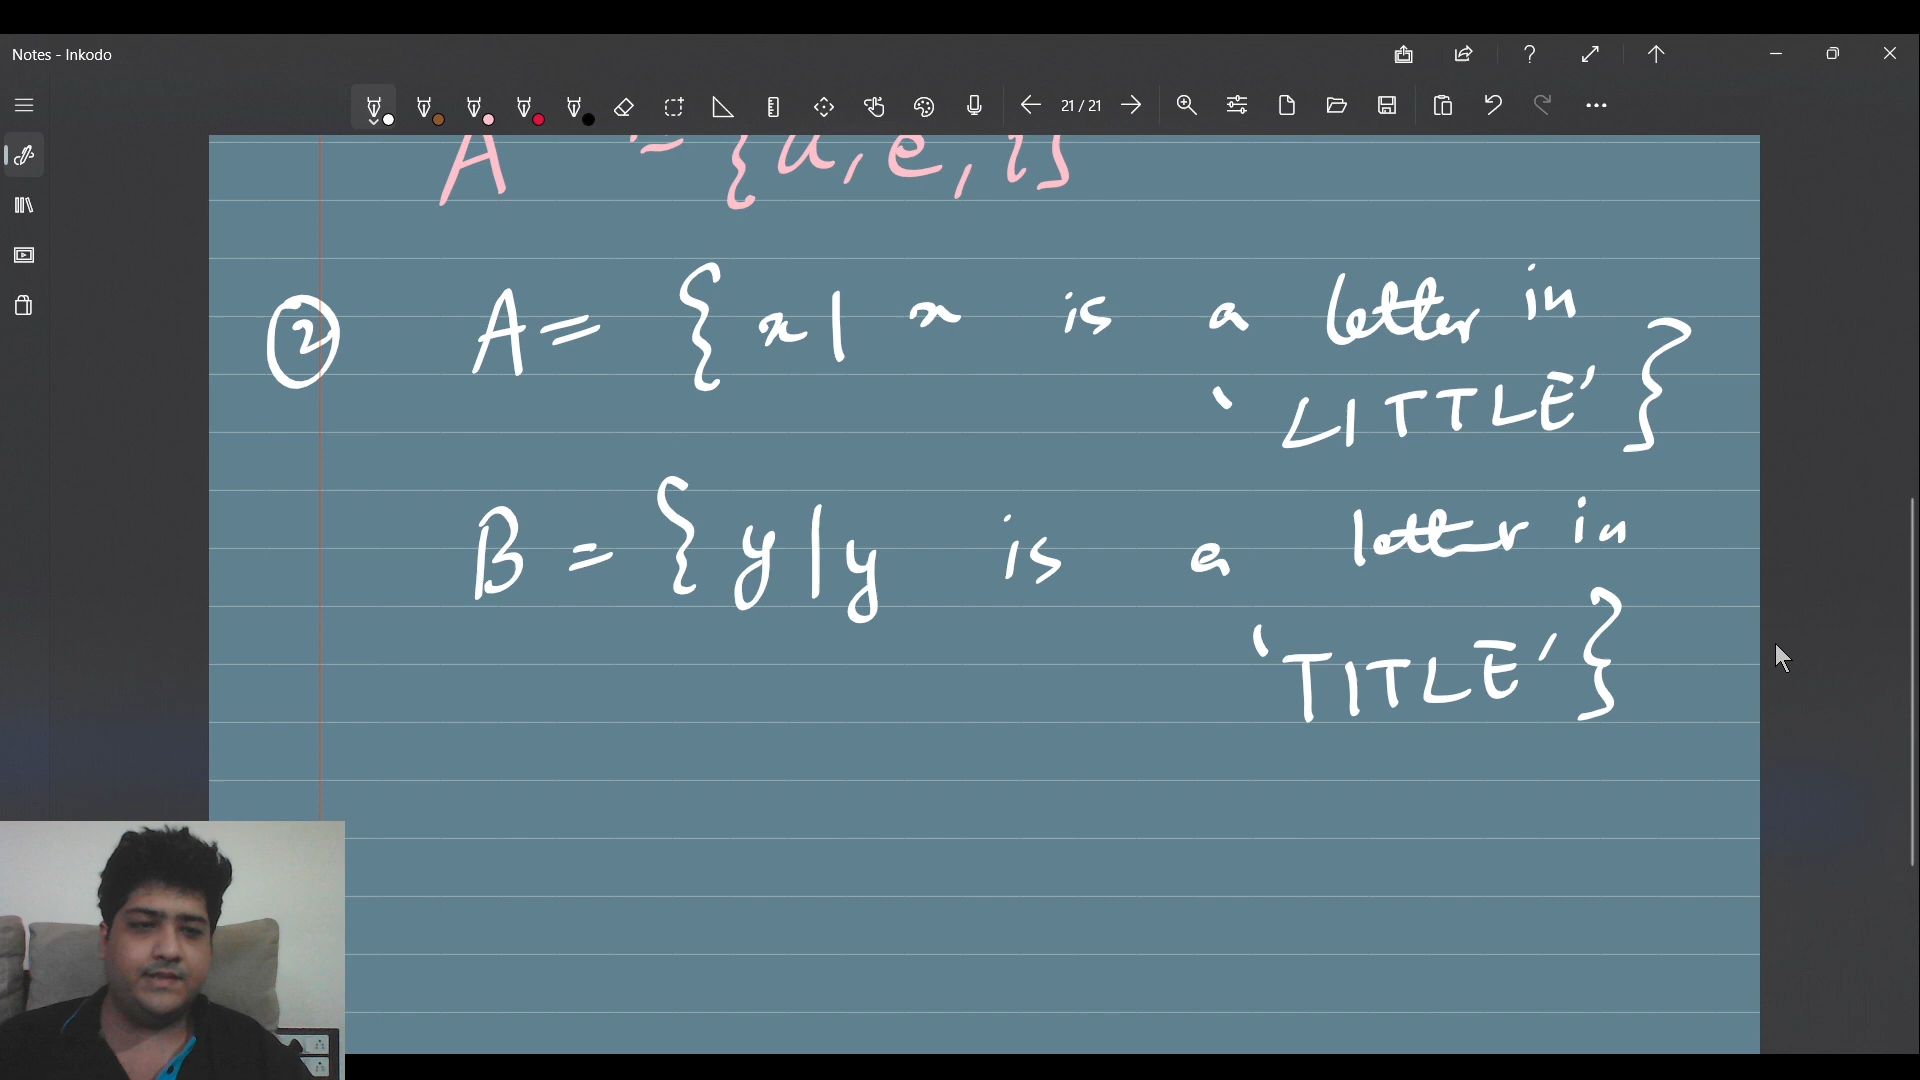 Notes - Inkodo
21 / 21
A = {a, e, i}
② A = { x | x is a letter in
‘LITTLE’ }
B = { y | y is a letter in
‘TITLE’ }